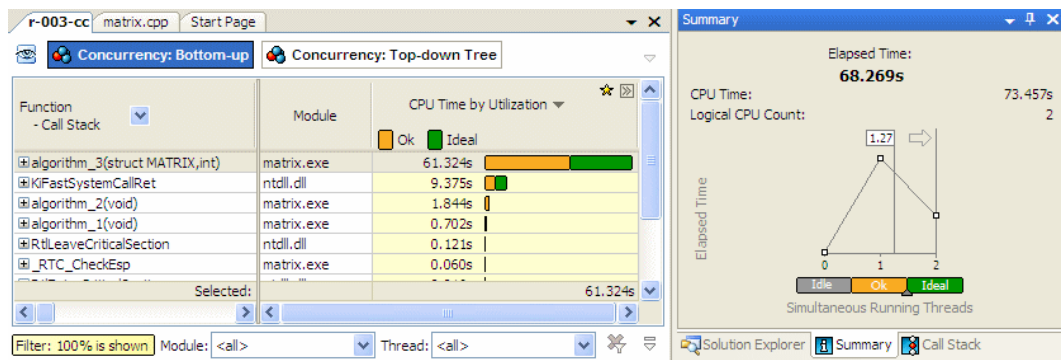 r-003-cc matrix.cpp Start Page
Concurrency: Bottom-up Concurrency: Top-down Tree
Function
- Call Stack
Module
CPU Time by Utilization
Ok Ideal
algorithm_3(struct MATRIX,int) matrix.exe 61.324s
KiFastSystemCallRet ntdll.dll 9.375s
algorithm_2(void) matrix.exe 1.844s
algorithm_1(void) matrix.exe 0.702s
RtlLeaveCriticalSection ntdll.dll 0.121s
_RTC_CheckEsp matrix.exe 0.060s
Selected: 61.324s
Filter: 100% is shown Module: <all> Thread: <all>
Summary
Elapsed Time:
68.269s
CPU Time: 73.457s
Logical CPU Count: 2
1.27
Elapsed Time
0 1 2
Idle Ok Ideal
Simultaneous Running Threads
Solution Explorer Summary Call Stack